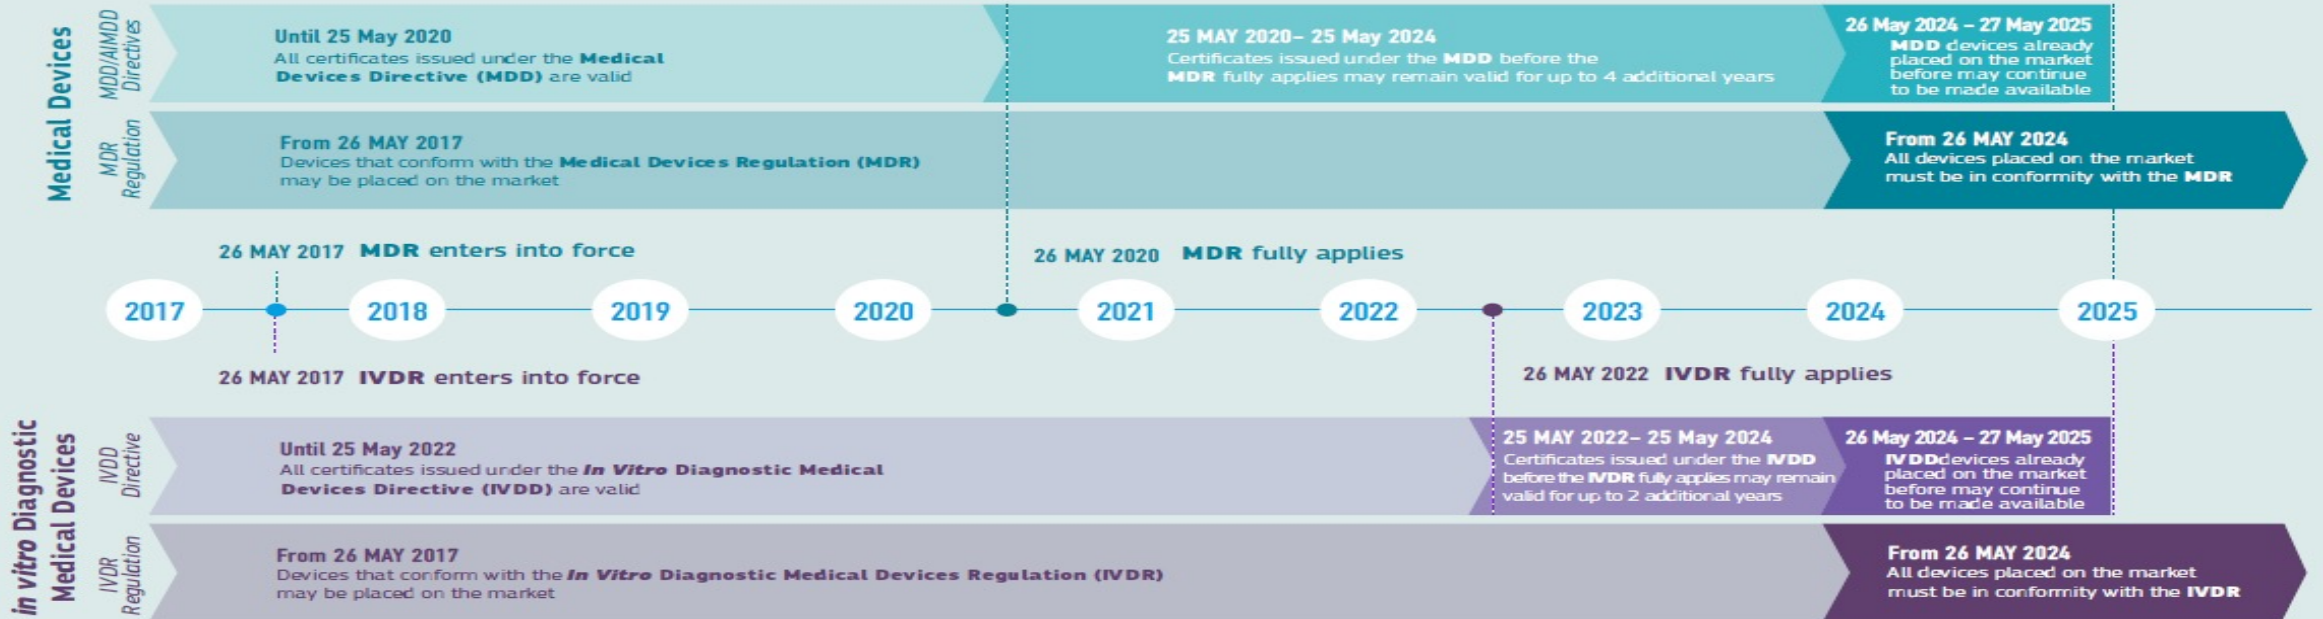 Medical Devices
MDD/AIMDD
Directives
Until 25 May 2020
All certificates issued under the Medical
Devices Directive (MDD) are valid
25 MAY 2020– 25 May 2024
Certificates issued under the MDD before the
MDR fully applies may remain valid for up to 4 additional years
26 May 2024 – 27 May 2025
MDD devices already
placed on the market
before may continue
to be made available
MDR
Regulation
From 26 MAY 2017
Devices that conform with the Medical Devices Regulation (MDR)
may be placed on the market
From 26 MAY 2024
All devices placed on the market
must be in conformity with the MDR
26 MAY 2017 MDR enters into force
26 MAY 2020 MDR fully applies
2017 2018 2019 2020 2021 2022 2023 2024 2025
26 MAY 2017 IVDR enters into force
26 MAY 2022 IVDR fully applies
in vitro Diagnostic
Medical Devices
IVDD
Directive
Until 25 May 2022
All certificates issued under the In Vitro Diagnostic Medical
Devices Directive (IVDD) are valid
25 MAY 2022– 25 May 2024
Certificates issued under the IVDD
before the IVDR fully applies may remain
valid for up to 2 additional years
26 May 2024 – 27 May 2025
IVDDdevices already
placed on the market
before may continue
to be made available
IVDR
Regulation
From 26 MAY 2017
Devices that conform with the In Vitro Diagnostic Medical Devices Regulation (IVDR)
may be placed on the market
From 26 MAY 2024
All devices placed on the market
must be in conformity with the IVDR